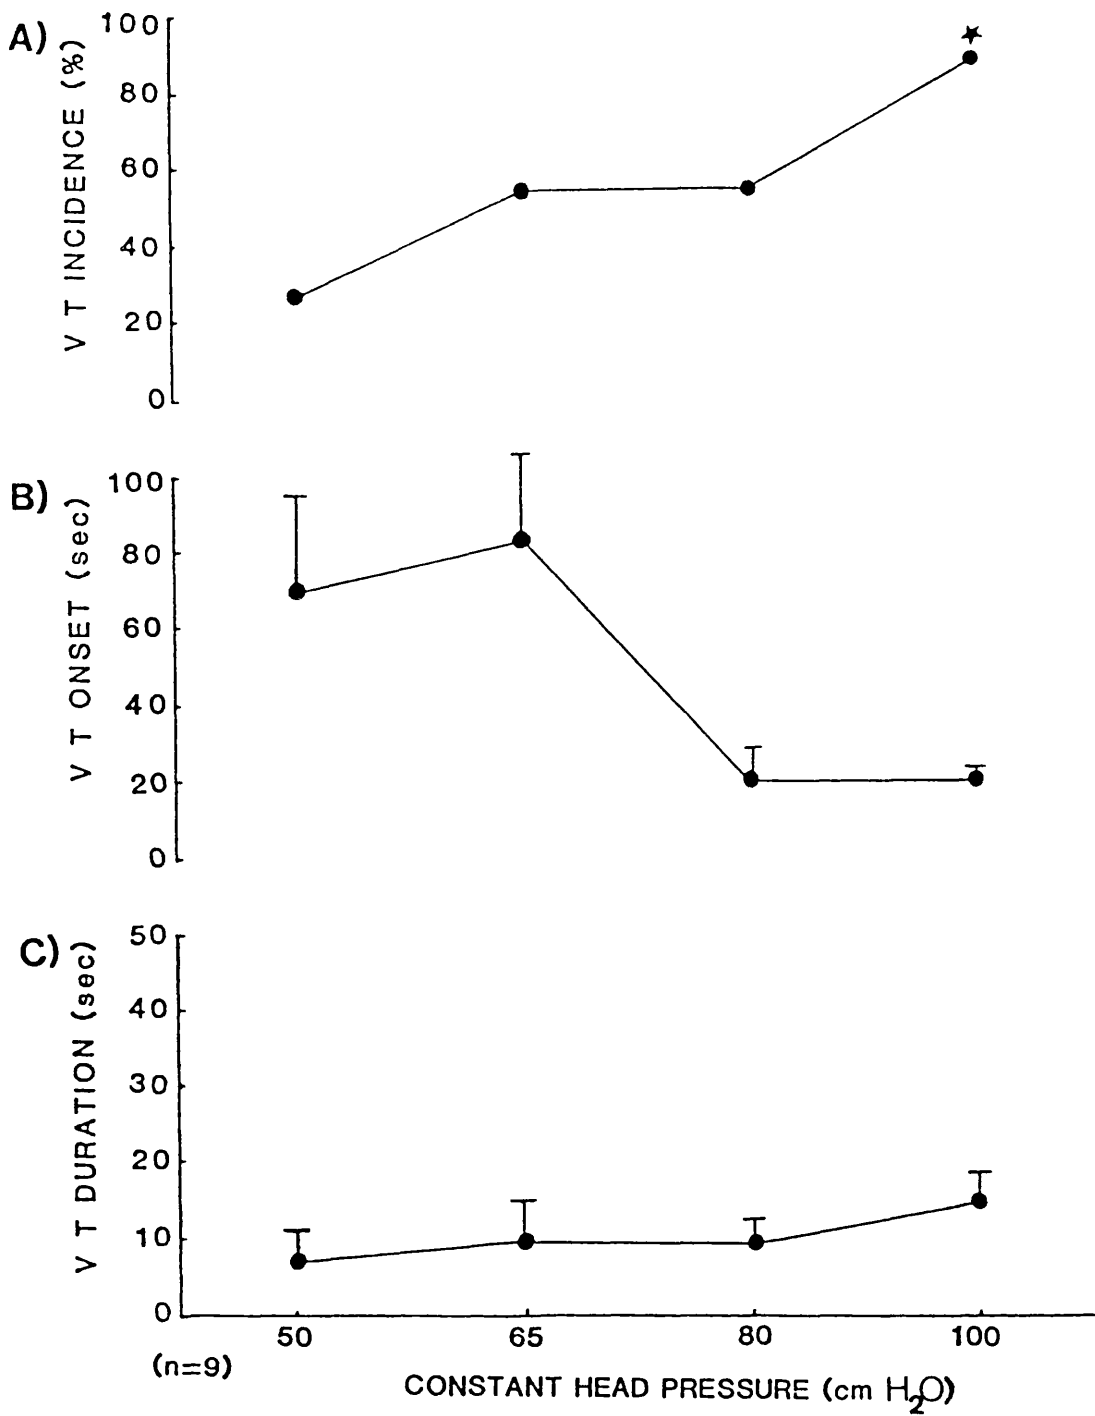 A)
V T INCIDENCE (%)
100
80
60
40
20
0
★
B)
V T ONSET (sec)
100
80
60
40
20
0
C)
V T DURATION (sec)
50
40
30
20
10
0
50 65 80 100
(n=9)
CONSTANT HEAD PRESSURE (cm H₂O)